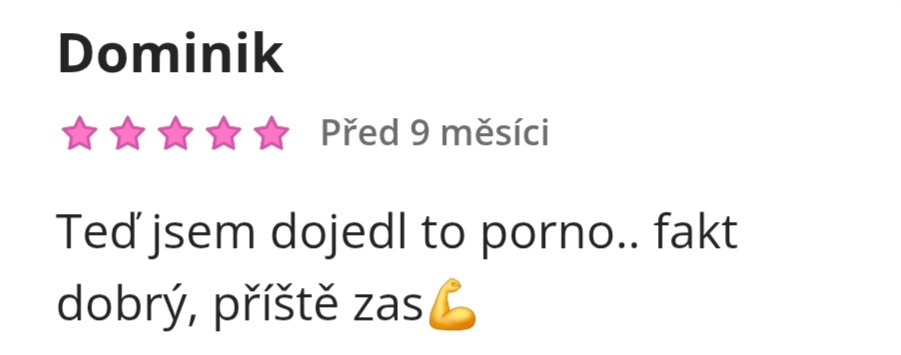 Dominik
Před 9 měsíci
Teď jsem dojedl to porno.. fakt
dobrý, příště zas💪